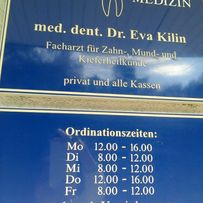 MEDIZIN
med. dent. Dr. Eva Kilin
Facharzt für Zahn-, Mund- und
Kieferheilkunde
privat und alle Kassen
Ordinationszeiten:
Mo 12.00 - 16.00
Di 8.00 - 12.00
Mi 8.00 - 12.00
Do 12.00 - 16.00
Fr 8.00 - 12.00